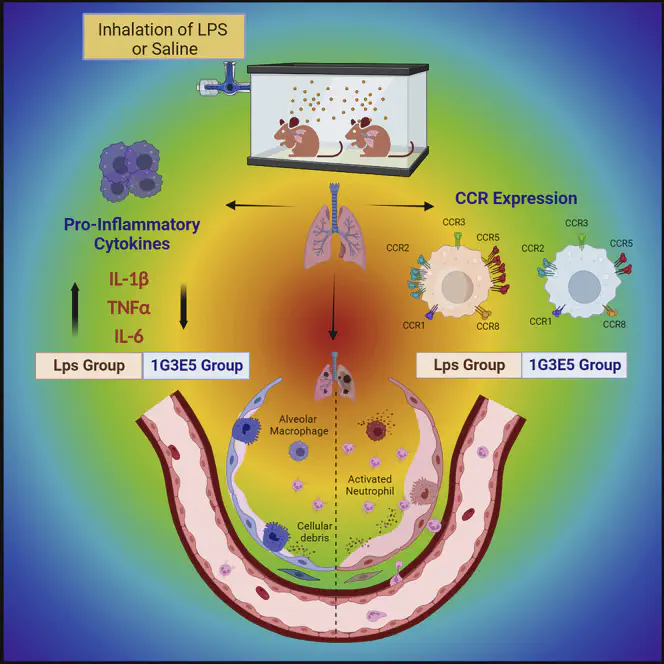 Inhalation of LPS
or Saline
Pro-Inflammatory
Cytokines
IL-1β
TNFα
IL-6
Lps Group
1G3E5 Group
CCR Expression
CCR3
CCR2
CCR5
CCR1
CCR8
CCR3
CCR2
CCR5
CCR1
CCR8
Lps Group
1G3E5 Group
Alveolar
Macrophage
Activated
Neutrophil
Cellular
debris